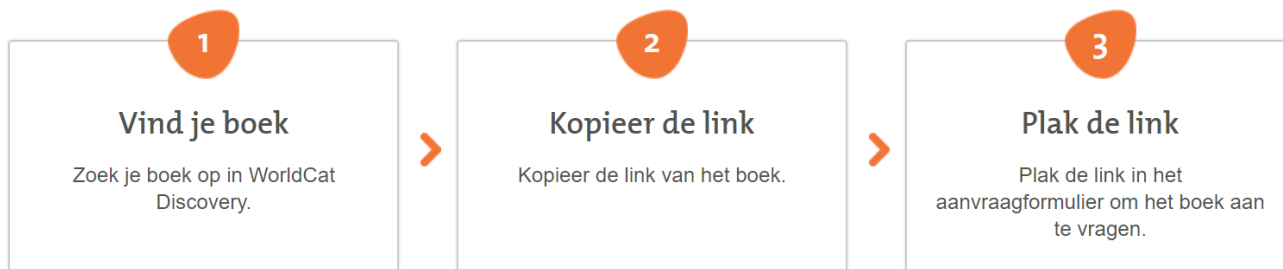 1
Vind je boek
Zoek je boek op in WorldCat
Discovery.
2
Kopieer de link
Kopieer de link van het boek.
3
Plak de link
Plak de link in het
aanvraagformulier om het boek aan
te vragen.